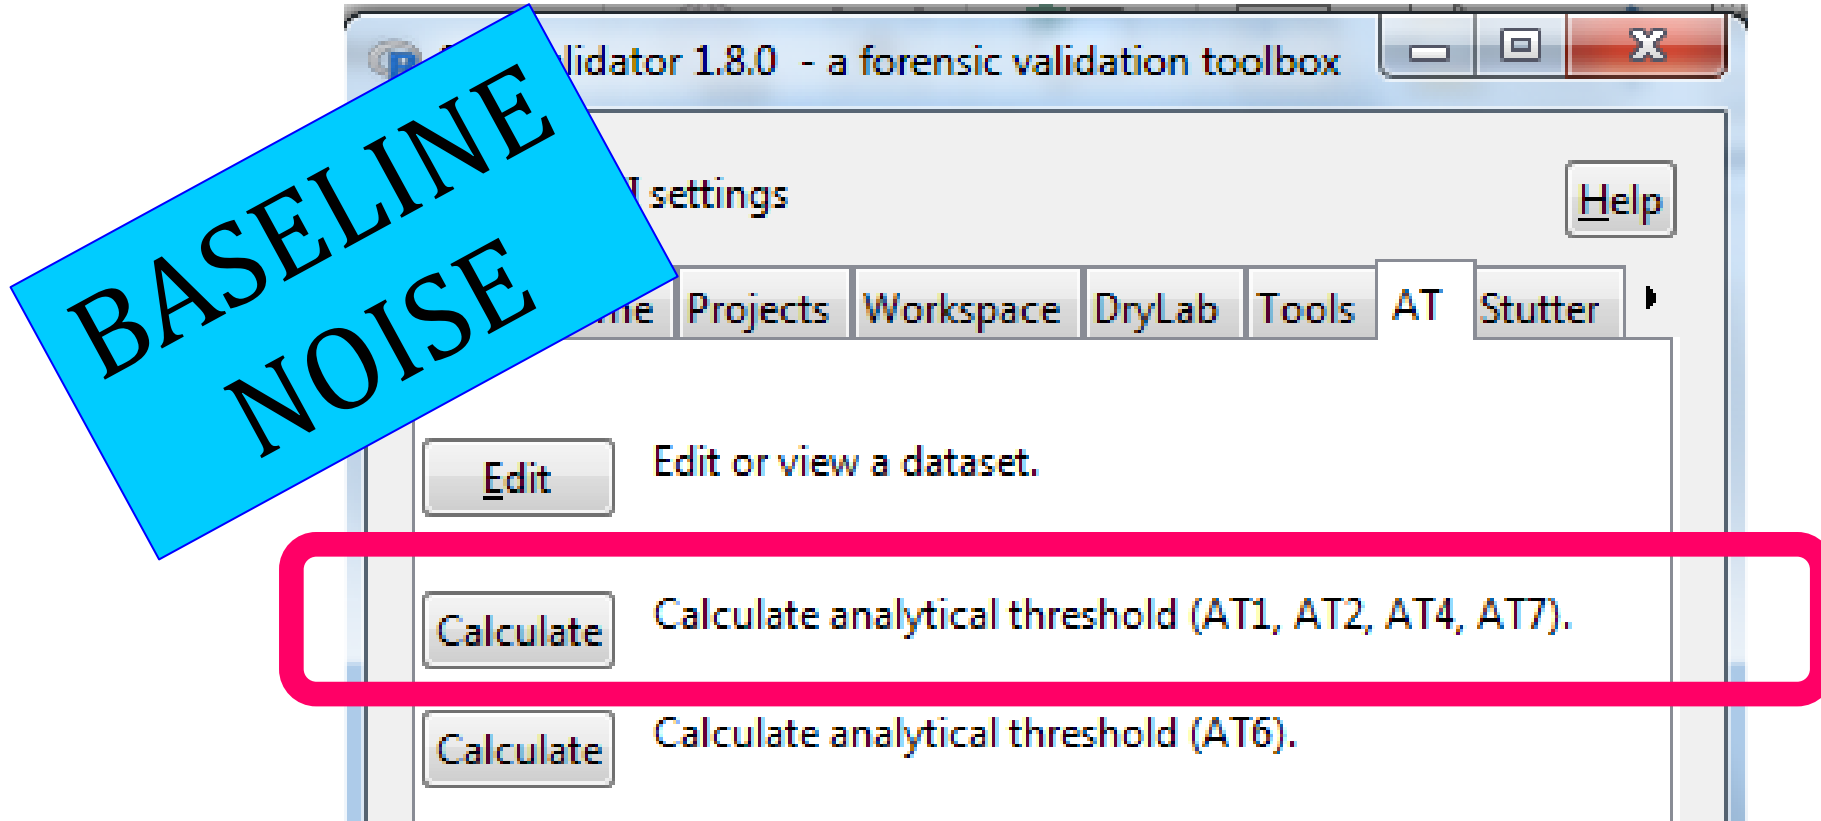 lidator 1.8.0 - a forensic validation toolbox
BASELINE
NOISE
settings
Help
Projects Workspace DryLab Tools AT Stutter
Edit Edit or view a dataset.
Calculate Calculate analytical threshold (AT1, AT2, AT4, AT7).
Calculate Calculate analytical threshold (AT6).